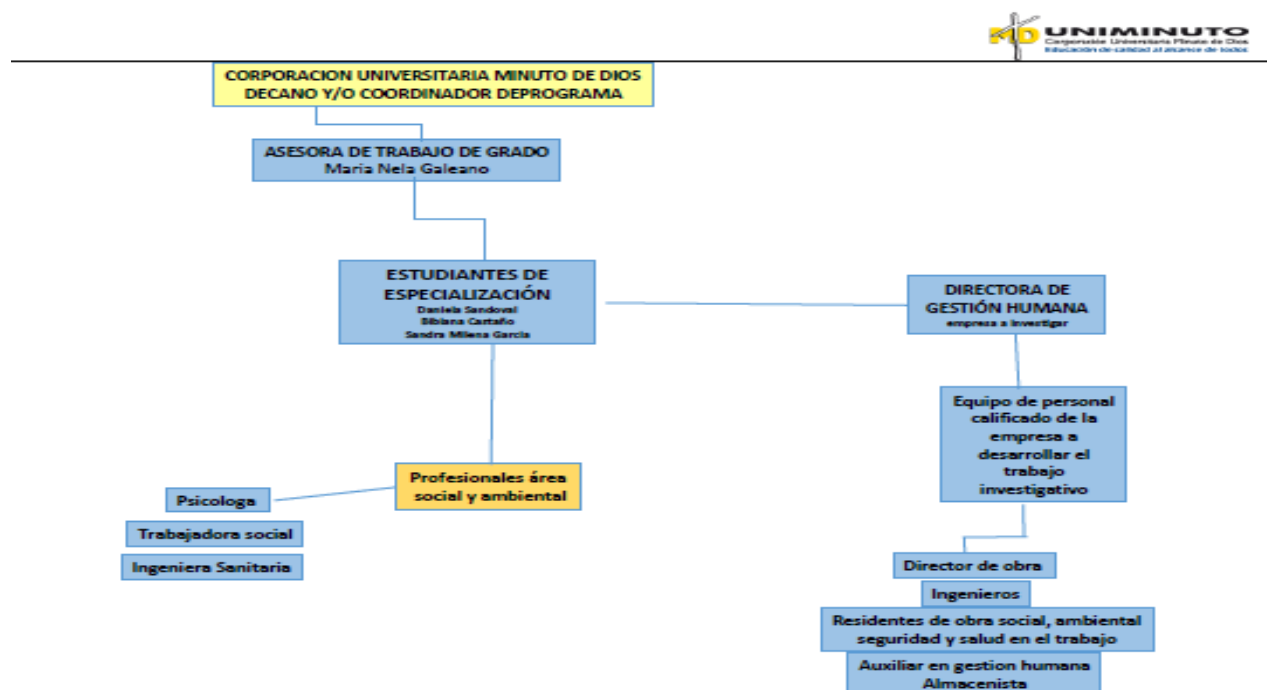 UNIMINUTO
Corporación Universitaria Minuto de Dios
Educación de calidad al alcance de todos
CORPORACION UNIVERSITARIA MINUTO DE DIOS
DECANO Y/O COORDINADOR DEPROGRAMA
ASESORA DE TRABAJO DE GRADO
Maria Nela Galeano
ESTUDIANTES DE
ESPECIALIZACIÓN
Daniela Sandoval
Bibiana Cartaño
Sandra Milena Garcia
DIRECTORA DE
GESTIÓN HUMANA
empresa a investigar
Equipo de personal
calificado de la
empresa a
desarrollar el
trabajo
investigativo
Profesionales área
social y ambiental
Psicologa
Trabajadora social
Ingeniera Sanitaria
Director de obra
Ingenieros
Residentes de obra social, ambiental
seguridad y salud en el trabajo
Auxiliar en gestion humana
Almacenista